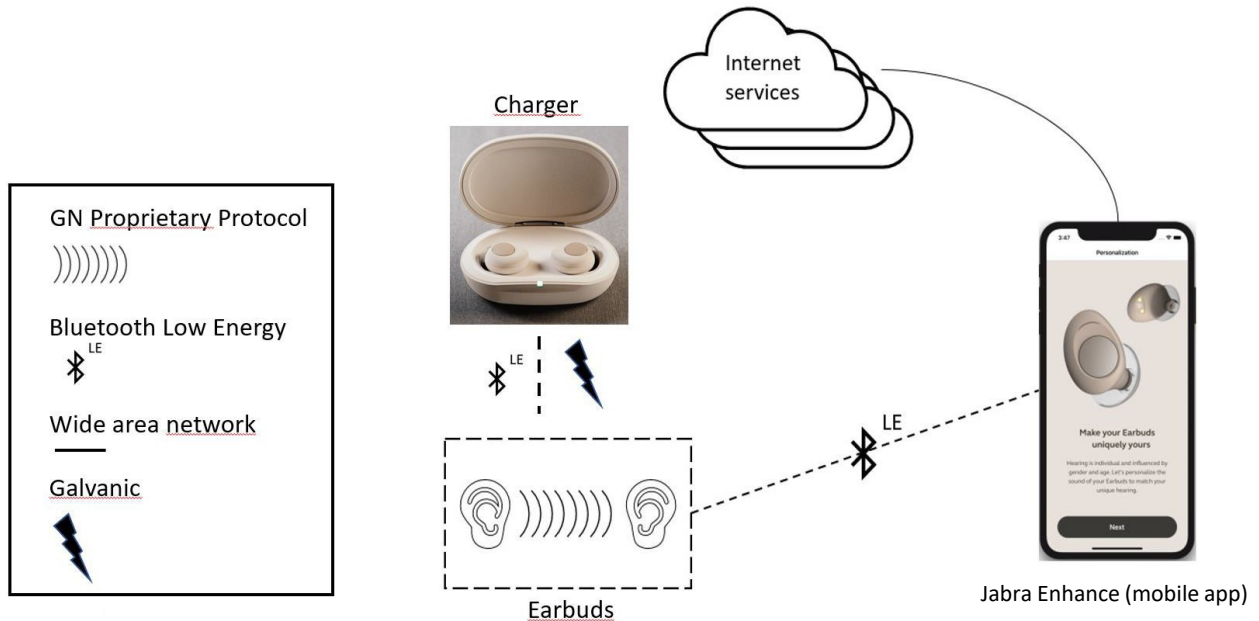 Internet
services
Charger
GN Proprietary Protocol
Bluetooth Low Energy
LE
Wide area network
Galvanic
LE
LE
Earbuds
3:47
Personalization
Make your Earbuds
uniquely yours
Hearing is individual and influenced by
gender and age. Let's personalize the
sound of your Earbuds to match your
unique hearing.
Next
Jabra Enhance (mobile app)